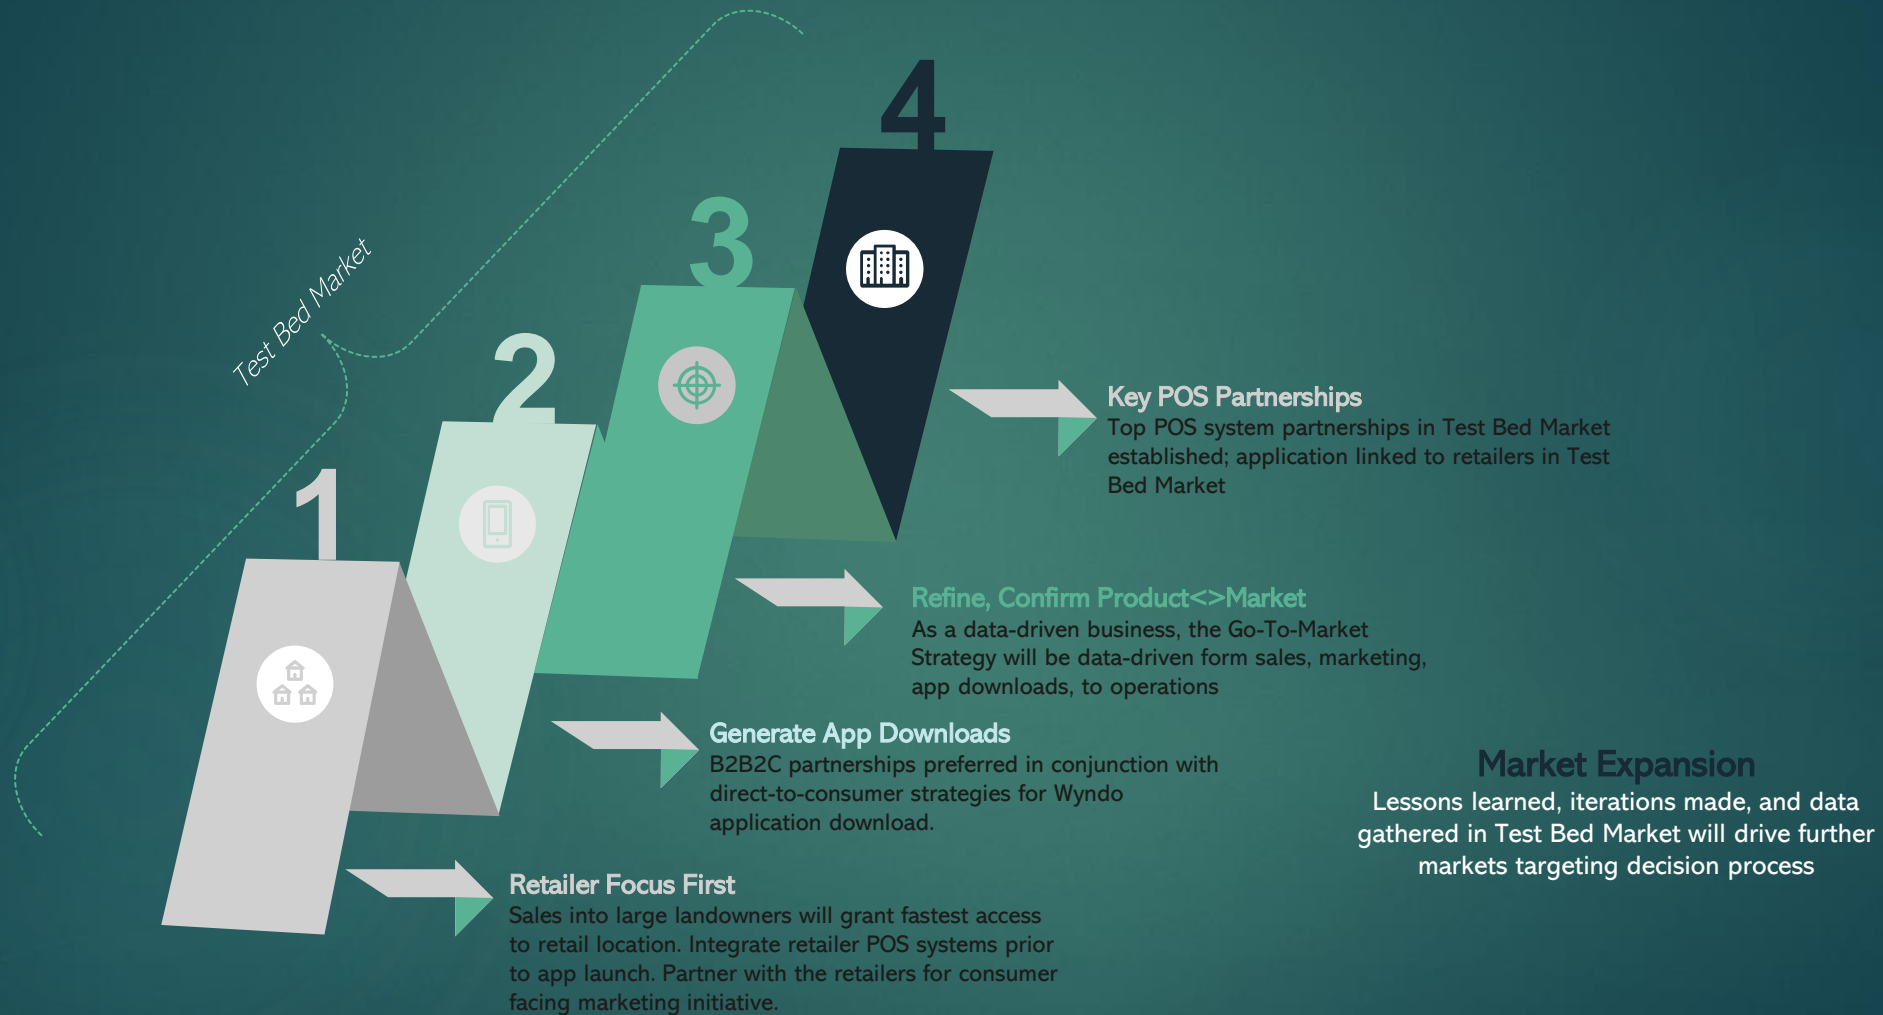 4
3
Test Bed Market
2
1
Key POS Partnerships
Top POS system partnerships in Test Bed Market
established; application linked to retailers in Test
Bed Market
Refine, Confirm Product<>Market
As a data-driven business, the Go-To-Market
Strategy will be data-driven form sales, marketing,
app downloads, to operations
Generate App Downloads
B2B2C partnerships preferred in conjunction with
direct-to-consumer strategies for Wyndo
application download.
Retailer Focus First
Sales into large landowners will grant fastest access
to retail location. Integrate retailer POS systems prior
to app launch. Partner with the retailers for consumer
facing marketing initiative.
Market Expansion
Lessons learned, iterations made, and data
gathered in Test Bed Market will drive further
markets targeting decision process